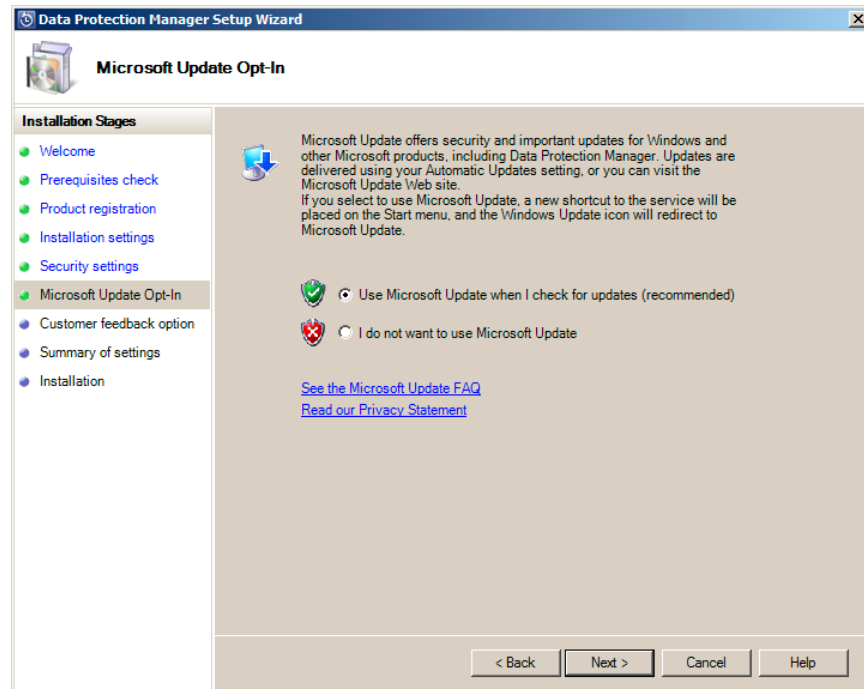 Data Protection Manager Setup Wizard
Microsoft Update Opt-In
Installation Stages
Welcome
Prerequisites check
Product registration
Installation settings
Security settings
Microsoft Update Opt-In
Customer feedback option
Summary of settings
Installation
Microsoft Update offers security and important updates for Windows and
other Microsoft products, including Data Protection Manager. Updates are
delivered using your Automatic Updates setting, or you can visit the
Microsoft Update Web site.
If you select to use Microsoft Update, a new shortcut to the service will be
placed on the Start menu, and the Windows Update icon will redirect to
Microsoft Update.
Use Microsoft Update when I check for updates (recommended)
I do not want to use Microsoft Update
See the Microsoft Update FAQ
Read our Privacy Statement
< Back Next > Cancel Help